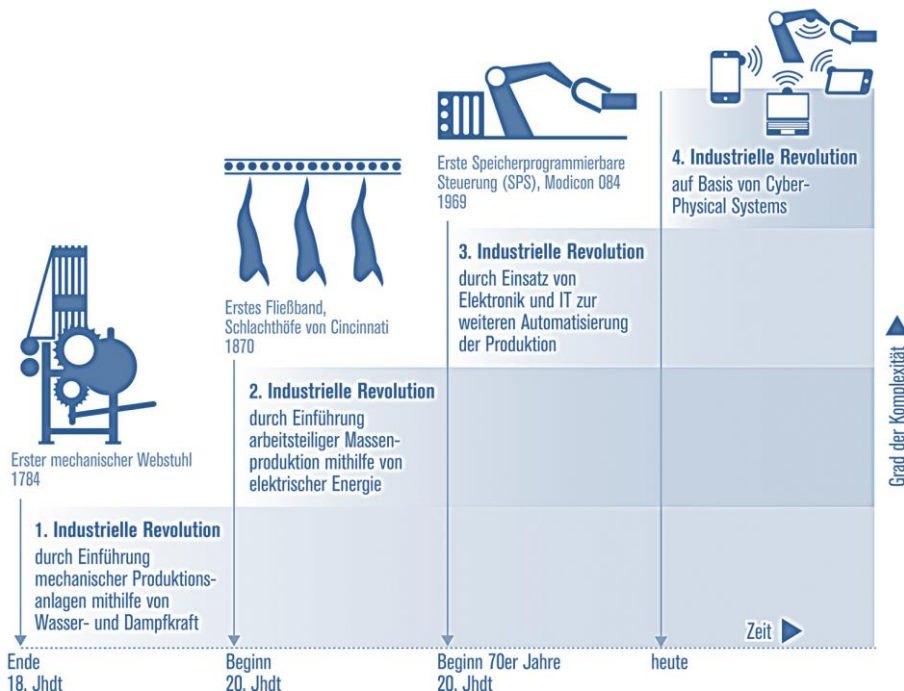 Erster mechanischer Webstuhl
1784
1. Industrielle Revolution
durch Einführung
mechanischer Produktions-
anlagen mithilfe von
Wasser- und Dampfkraft
Ende
18. Jhdt
Erstes Fließband,
Schlachthöfe von Cincinnati
1870
2. Industrielle Revolution
durch Einführung
arbeitsteiliger Massen-
produktion mithilfe von
elektrischer Energie
Beginn
20. Jhdt
Erste Speicherprogrammierbare
Steuerung (SPS), Modicon 084
1969
3. Industrielle Revolution
durch Einsatz von
Elektronik und IT zur
weiteren Automatisierung
der Produktion
Beginn 70er Jahre
20. Jhdt
4. Industrielle Revolution
auf Basis von Cyber-
Physical Systems
heute
Zeit
Grad der Komplexität